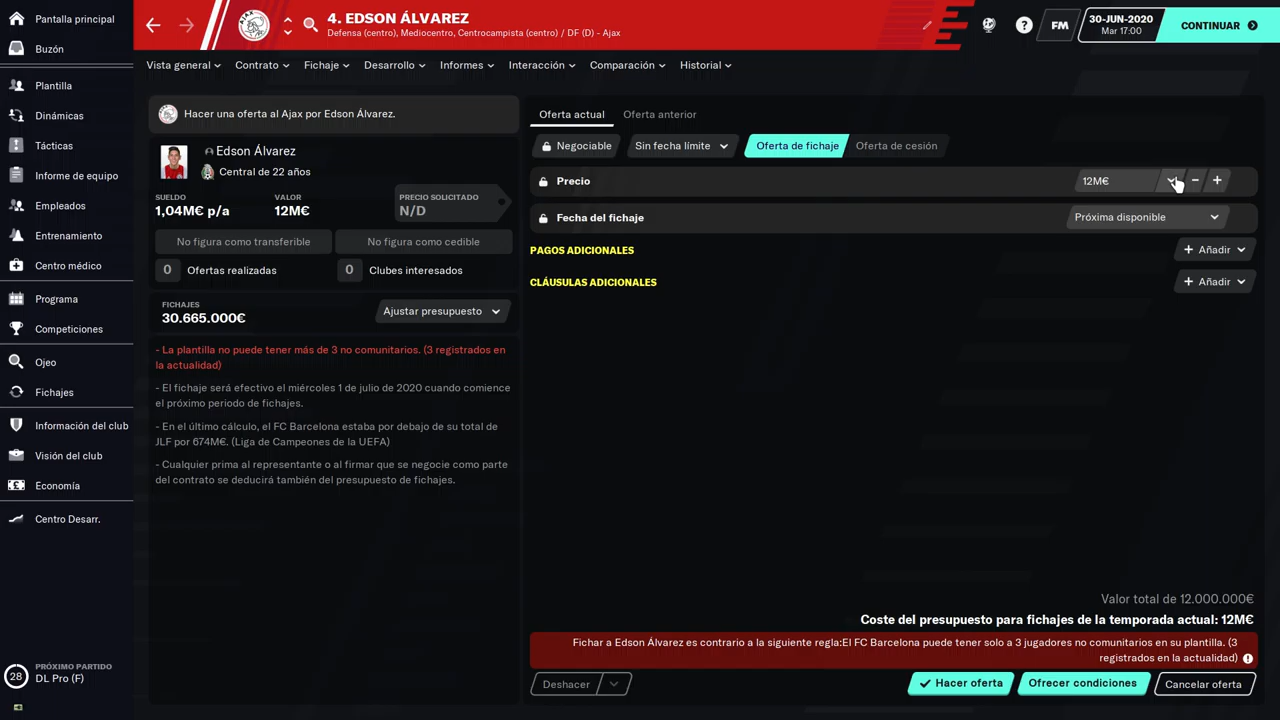 Pantalla principal
Buzón
Plantilla
Dinámicas
Tácticas
Informe de equipo
Empleados
Entrenamiento
Centro médico
Programa
Competiciones
Ojeo
Fichajes
Información del club
Visión del club
Economía
Centro Desarr.
28
PRÓXIMO PARTIDO
DL Pro (F)
4. EDSON ÁLVAREZ
Defensa (centro), Mediocentro, Centrocampista (centro) / DF (D) - Ajax
?
FM
30-JUN-2020
Mar 17:00
CONTINUAR
Vista general
Contrato
Fichaje
Desarrollo
Informes
Interacción
Comparación
Historial
Hacer una oferta al Ajax por Edson Álvarez.
Edson Álvarez
Central de 22 años
SUELDO
1,04M€ p/a
VALOR
12M€
PRECIO SOLICITADO
N/D
No figura como transferible
No figura como cedible
0 Ofertas realizadas
0 Clubes interesados
FICHAJES
30.665.000€
Ajustar presupuesto
- La plantilla no puede tener más de 3 no comunitarios. (3 registrados en
la actualidad)
- El fichaje será efectivo el miércoles 1 de julio de 2020 cuando comience
el próximo periodo de fichajes.
- En el último cálculo, el FC Barcelona estaba por debajo de su total de
JLF por 674M€. (Liga de Campeones de la UEFA)
- Cualquier prima al representante o al firmar que se negocie como parte
del contrato se deducirá también del presupuesto de fichajes.
Oferta actual
Oferta anterior
Negociable
Sin fecha límite
Oferta de fichaje
Oferta de cesión
Precio
12M€
- +
Fecha del fichaje
Próxima disponible
PAGOS ADICIONALES
+ Añadir
CLÁUSULAS ADICIONALES
+ Añadir
Valor total de 12.000.000€
Coste del presupuesto para fichajes de la temporada actual: 12M€
Fichar a Edson Álvarez es contrario a la siguiente regla:El FC Barcelona puede tener solo a 3 jugadores no comunitarios en su plantilla. (3
registrados en la actualidad)
Deshacer
Hacer oferta
Ofrecer condiciones
Cancelar oferta